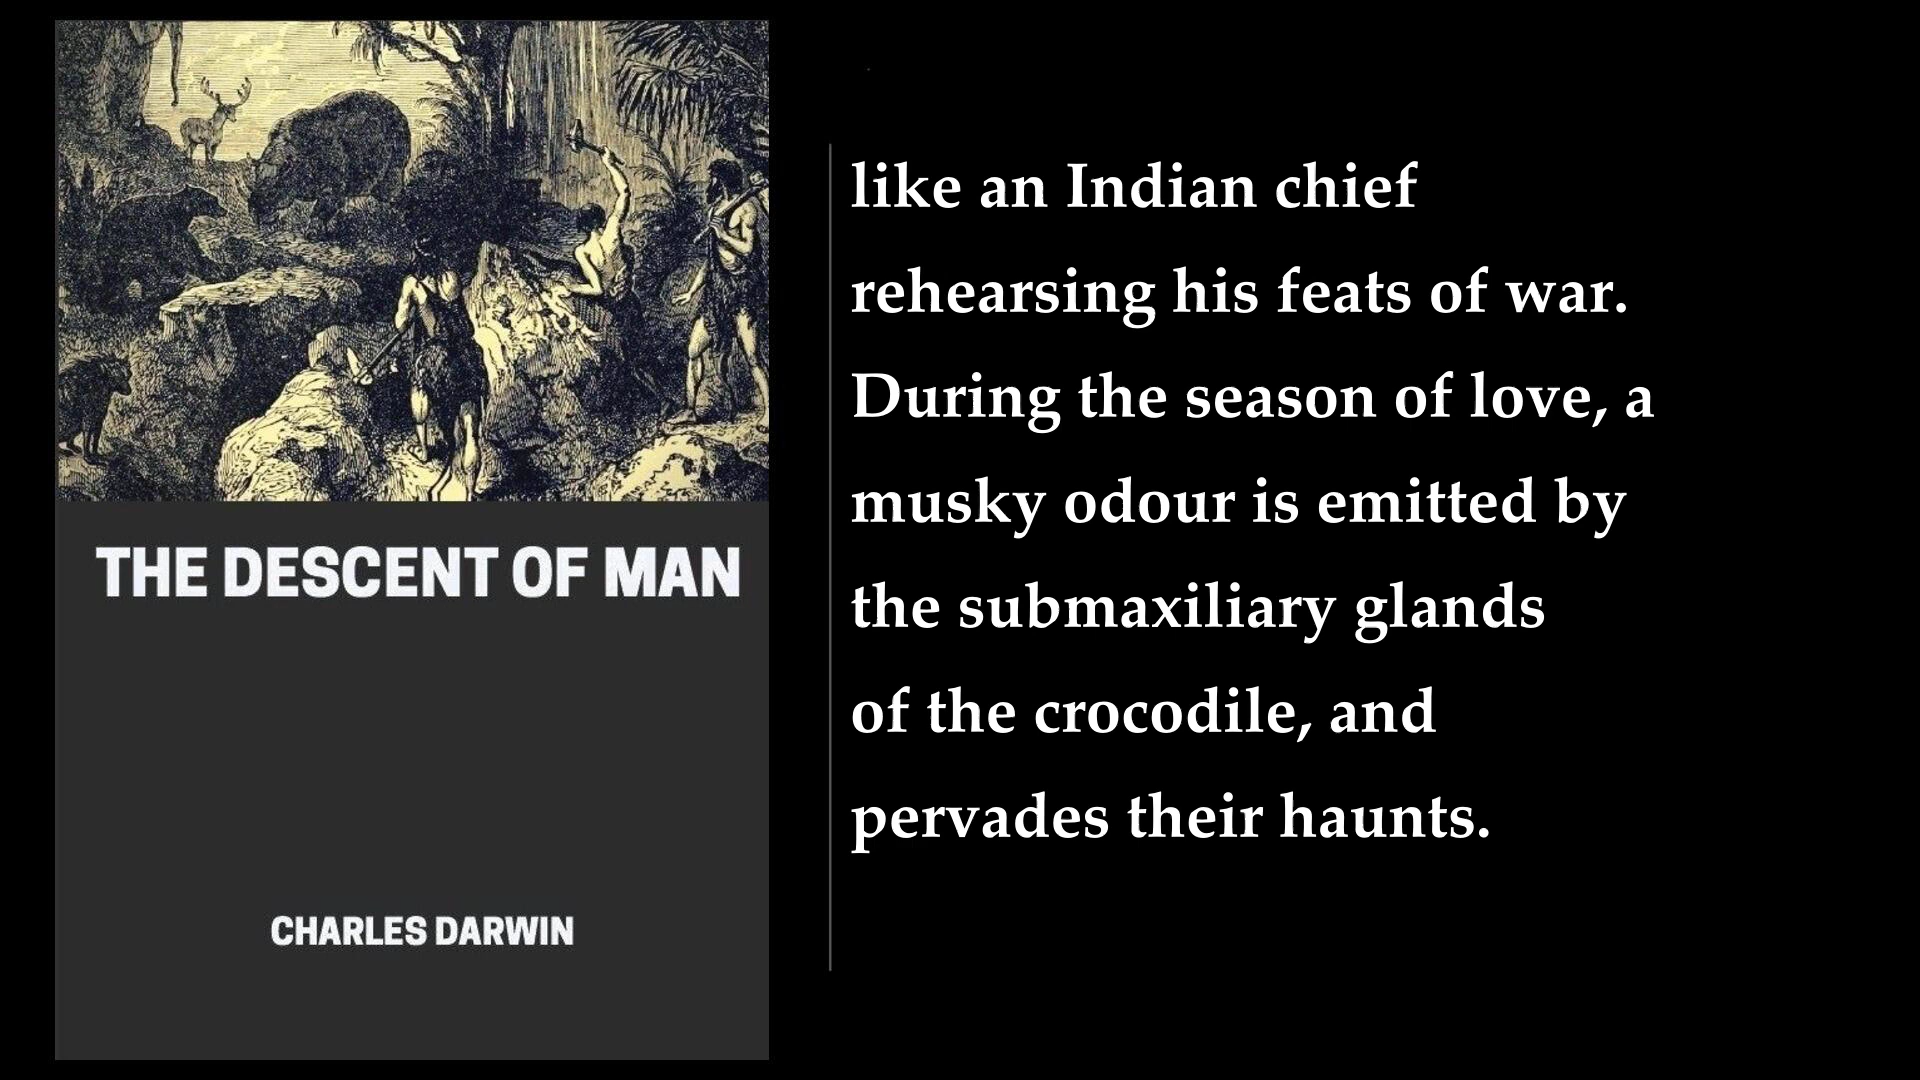 THE DESCENT OF MAN
CHARLES DARWIN
like an Indian chief
rehearsing his feats of war.
During the season of love, a
musky odour is emitted by
the submaxiliary glands
of the crocodile, and
pervades their haunts.